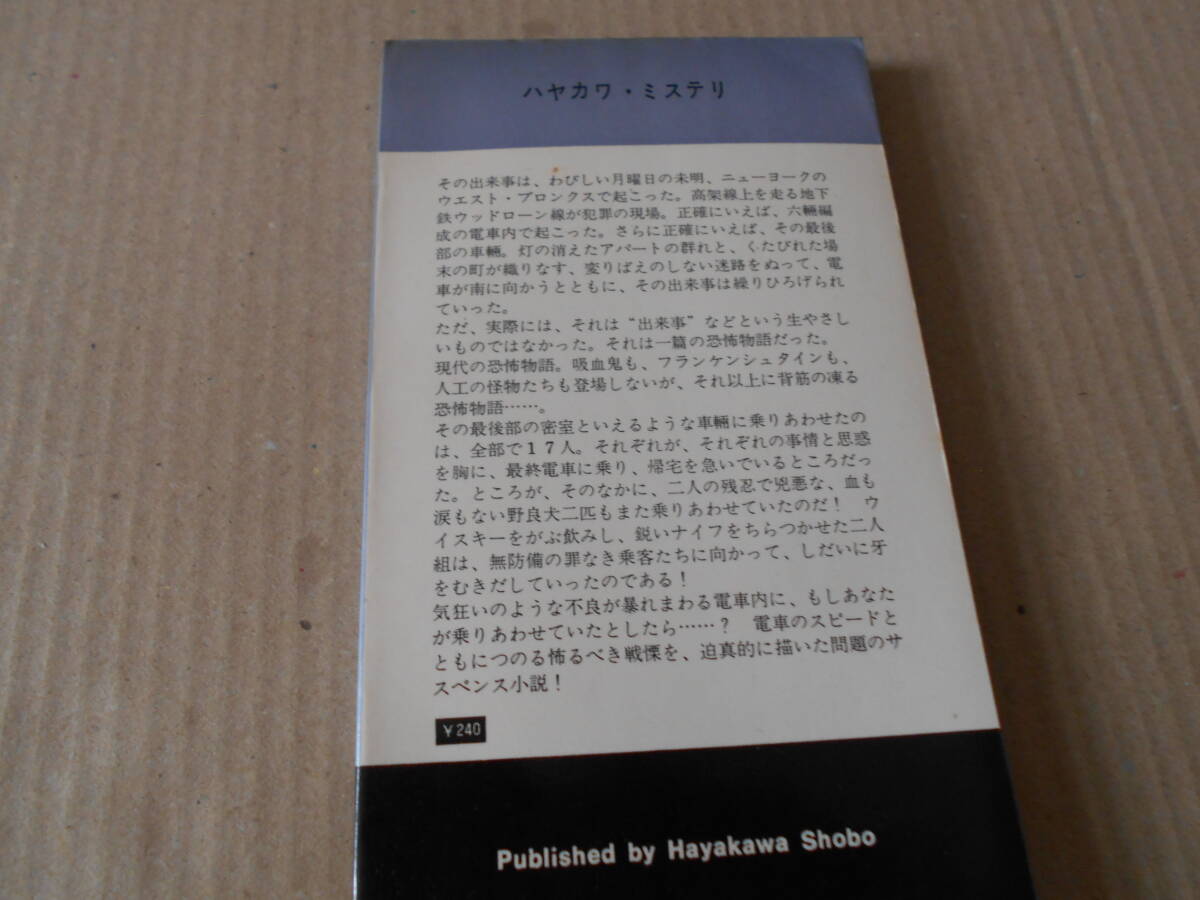 ハヤカワ・ミステリ
その出来事は、わびしい月曜日の未明、ニューヨークの
ウエスト・ブロンクスで起こった。高架線上を走る地下
鉄ウッドローン線が犯罪の現場。正確にいえば、六輛編
成の電車内で起こった。さらに正確にいえば、その最後
部の車輛。灯の消えたアパートの群れと、くたびれた場
末の町が織りなす、変りばえのしない迷路をぬって、電
車が南に向かうとともに、その出来事は繰りひろげられ
ていった。
ただ、実際には、それは“出来事”などという生やさし
いものではなかった。それは一篇の恐怖物語だった。
現代の恐怖物語。吸血鬼も、フランケンシュタインも、
人工の怪物たちも登場しないが、それ以上に背筋の凍る
恐怖物語……。
その最後部の密室といえるような車輛に乗りあわせたの
は、全部で17人。それぞれが、それぞれの事情と思惑
を胸に、最終電車に乗り、帰宅を急いでいるところだっ
た。ところが、そのなかに、二人の残忍で兇悪な、血も
涙もない野良犬二匹もまた乗りあわせていたのだ！　ウ
イスキーをがぶ飲みし、鋭いナイフをちらつかせた二人
組は、無防備の罪なき乗客たちに向かって、しだいに牙
をむきだしていったのである！
気狂いのような不良が暴れまわる電車内に、もしあなた
が乗りあわせていたとしたら……？　電車のスピードと
ともにつのる怖るべき戦慄を、迫真的に描いた問題のサ
スペンス小説！
¥240
Published by Hayakawa Shobo